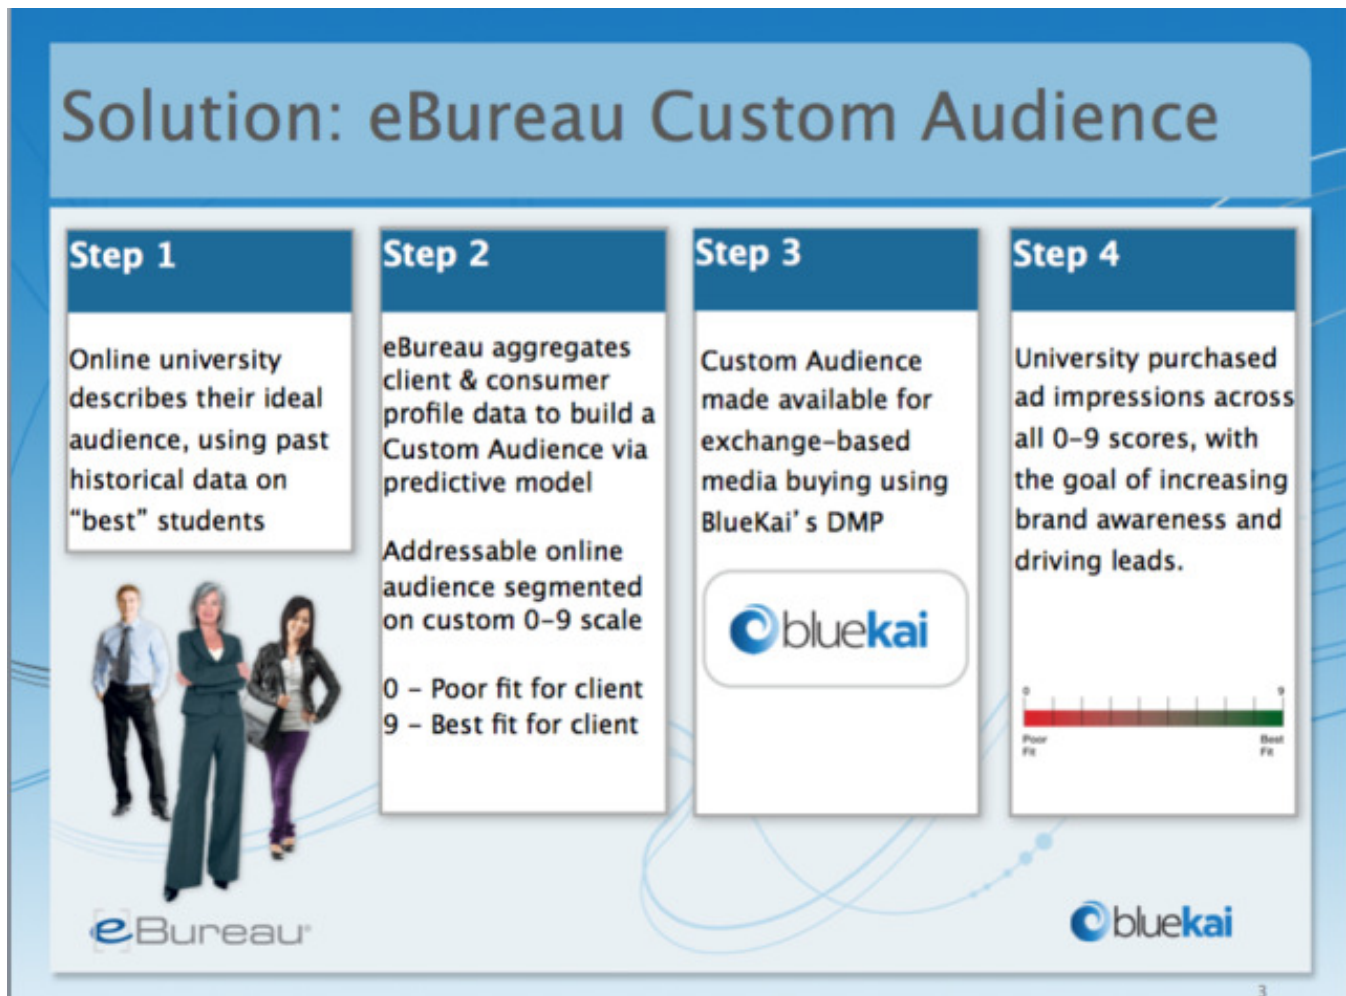 Solution: eBureau Custom Audience
Step 1
Online university
describes their ideal
audience, using past
historical data on
“best” students
Step 2
eBureau aggregates
client & consumer
profile data to build a
Custom Audience via
predictive model
Addressable online
audience segmented
on custom 0-9 scale
0 – Poor fit for client
9 – Best fit for client
Step 3
Custom Audience
made available for
exchange-based
media buying using
BlueKai's DMP
bluekai
Step 4
University purchased
ad impressions across
all 0-9 scores, with
the goal of increasing
brand awareness and
driving leads.
0 9
Poor Best
Fit Fit
eBureau®
bluekai
3